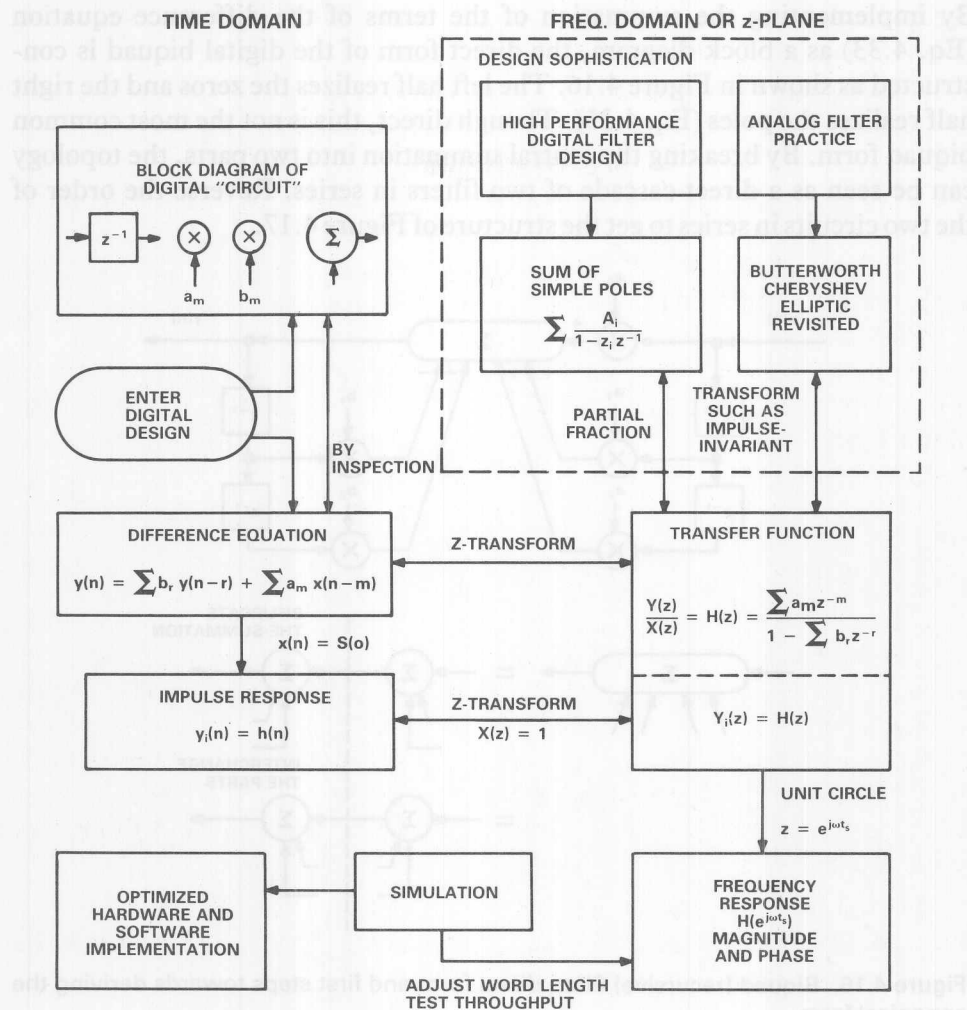 TIME DOMAIN
FREQ. DOMAIN OR z-PLANE
DESIGN SOPHISTICATION
HIGH PERFORMANCE
DIGITAL FILTER
DESIGN
ANALOG FILTER
PRACTICE
BLOCK DIAGRAM OF
DIGITAL "CIRCUIT"
z⁻¹
×
×
Σ
aₘ
bₘ
SUM OF
SIMPLE POLES
Σ Aᵢ / 1 – zᵢ z⁻¹
BUTTERWORTH
CHEBYSHEV
ELLIPTIC
REVISITED
ENTER
DIGITAL
DESIGN
BY
INSPECTION
PARTIAL
FRACTION
TRANSFORM
SUCH AS
IMPULSE-
INVARIANT
DIFFERENCE EQUATION
y(n) = Σ bᵣ y(n–r) + Σ aₘ x(n–m)
Z-TRANSFORM
TRANSFER FUNCTION
Y(z) / X(z) = H(z) = Σ aₘz⁻ᵐ / 1 – Σ bᵣz⁻ʳ
x(n) = S(o)
IMPULSE RESPONSE
yᵢ(n) = h(n)
Z-TRANSFORM
X(z) = 1
Yᵢ(z) = H(z)
UNIT CIRCLE
z = e^jωtₛ
OPTIMIZED
HARDWARE AND
SOFTWARE
IMPLEMENTATION
SIMULATION
FREQUENCY
RESPONSE
H(e^jωtₛ)
MAGNITUDE
AND PHASE
ADJUST WORD LENGTH
TEST THROUGHPUT